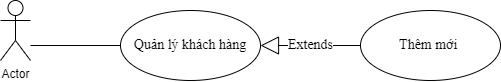 Quản lý khách hàng
Extends
Thêm mới
Actor